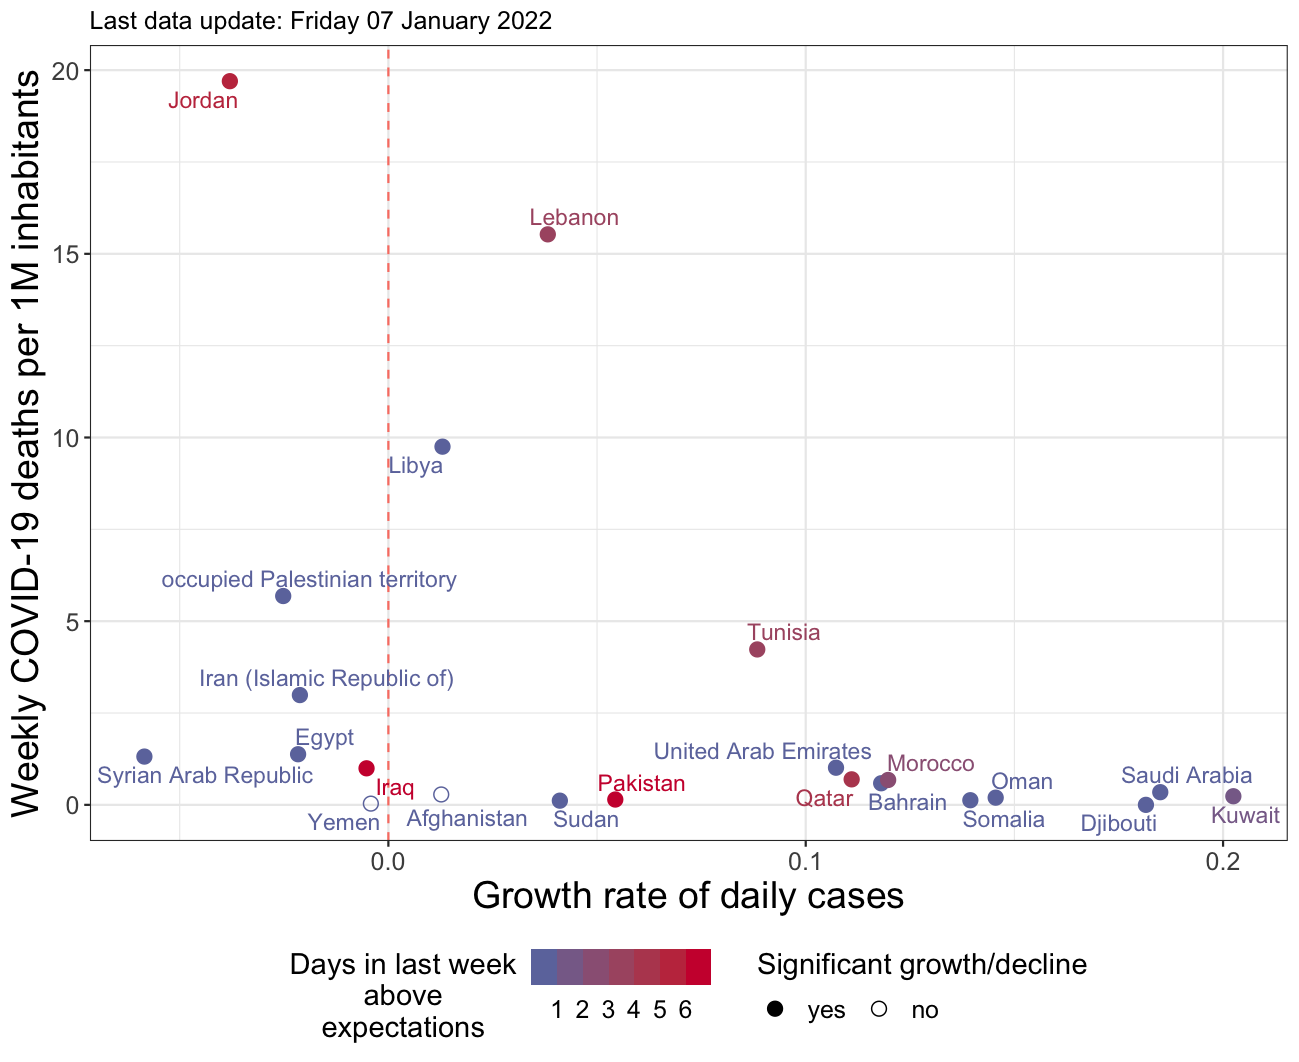 Last data update: Friday 07 January 2022
Weekly COVID-19 deaths per 1M inhabitants
20
15
10
5
0
Jordan
Lebanon
Libya
occupied Palestinian territory
Tunisia
Iran (Islamic Republic of)
Egypt
Syrian Arab Republic
Iraq
Yemen
Afghanistan
Sudan
Pakistan
United Arab Emirates
Qatar
Morocco
Bahrain
Oman
Somalia
Saudi Arabia
Djibouti
Kuwait
0.0 0.1 0.2
Growth rate of daily cases
Days in last week
above
expectations
1 2 3 4 5 6
Significant growth/decline
yes no